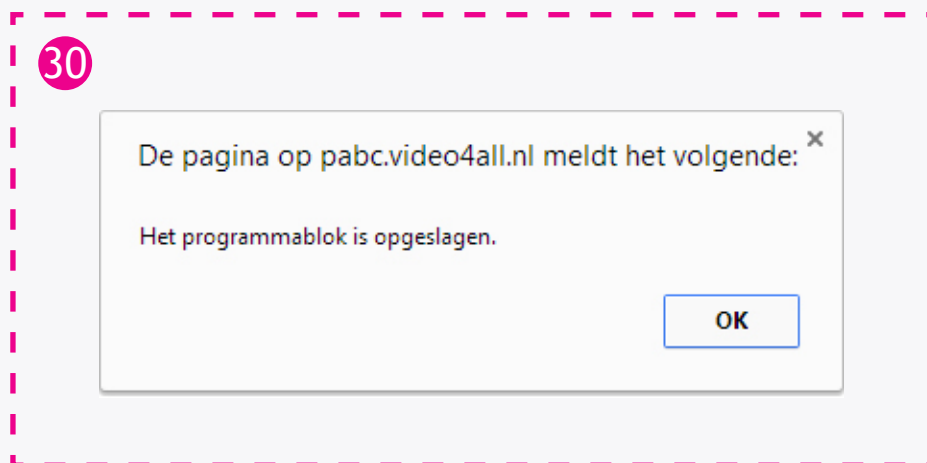 30
De pagina op pabc.video4all.nl meldt het volgende:
Het programmablok is opgeslagen.
OK